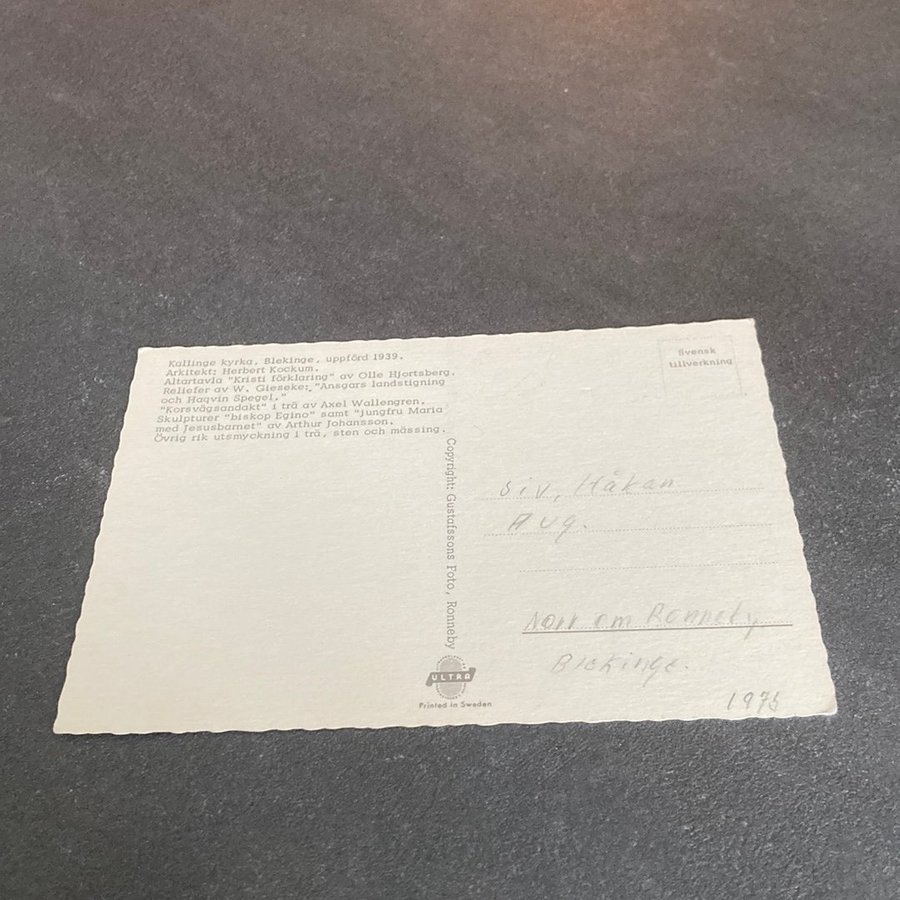 Kallinge kyrka, Blekinge, uppförd 1939.
Arkitekt: Herbert Kockum.
Altartavla "Kristi förklaring" av Olle Hjortsberg.
Reliefer av W. Gieseke: "Ansgars landstigning
och Haqvin Spegel."
"Korsvägsandakt" i trä av Axel Wallengren.
Skulpturer "biskop Egino" samt "jungfru Maria
med Jesusbarnet" av Arthur Johansson.
Övrig rik utsmyckning i trä, sten och mässing.
Copyright: Gustafssons Foto, Ronneby
ULTRA
Printed in Sweden
Svensk
tillverkning
Siv, Håkan
Aug.
Norr om Ronneby
Blekinge.
1975